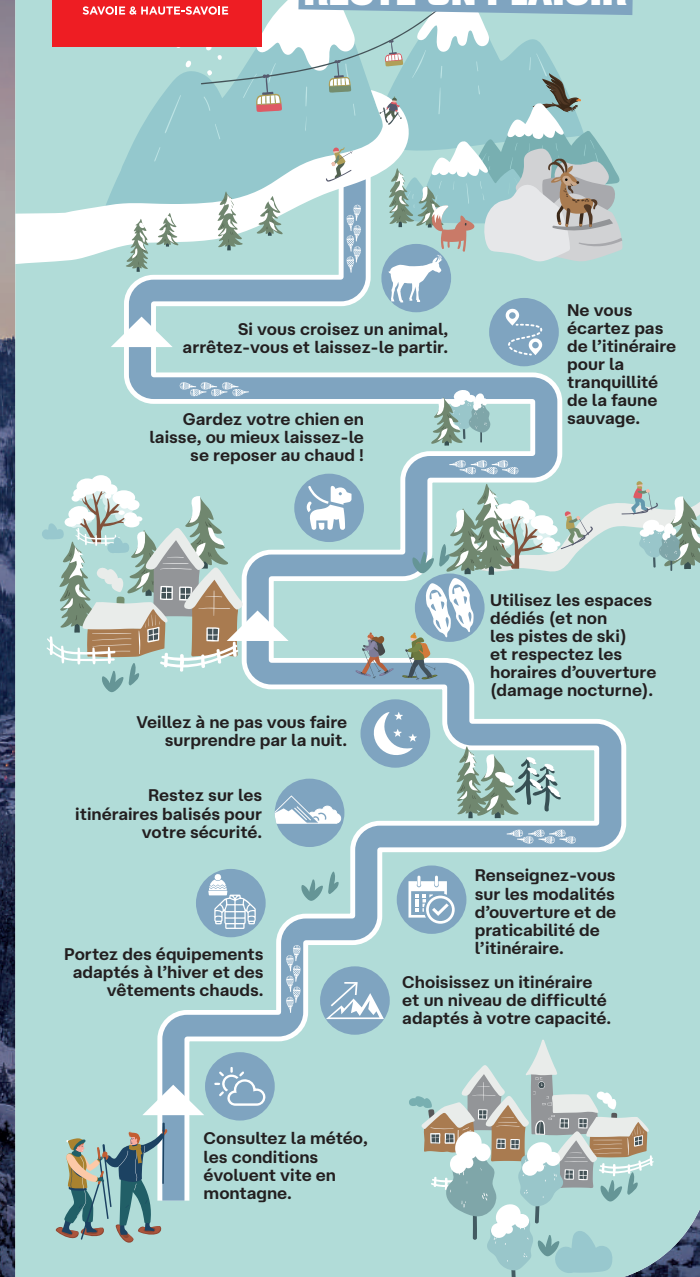 SAVOIE & HAUTE-SAVOIE
RESTE UN PLAISIR
Si vous croisez un animal,
arrêtez-vous et laissez-le partir.
Ne vous
écartez pas
de l'itinéraire
pour la
tranquillité
de la faune
sauvage.
Gardez votre chien en
laisse, ou mieux laissez-le
se reposer au chaud !
Utilisez les espaces
dédiés (et non
les pistes de ski)
et respectez les
horaires d'ouverture
(damage nocturne).
Veillez à ne pas vous faire
surprendre par la nuit.
Restez sur les
itinéraires balisés pour
votre sécurité.
Renseignez-vous
sur les modalités
d'ouverture et de
praticabilité de
l'itinéraire.
Portez des équipements
adaptés à l'hiver et des
vêtements chauds.
Choisissez un itinéraire
et un niveau de difficulté
adaptés à votre capacité.
Consultez la météo,
les conditions
évoluent vite en
montagne.